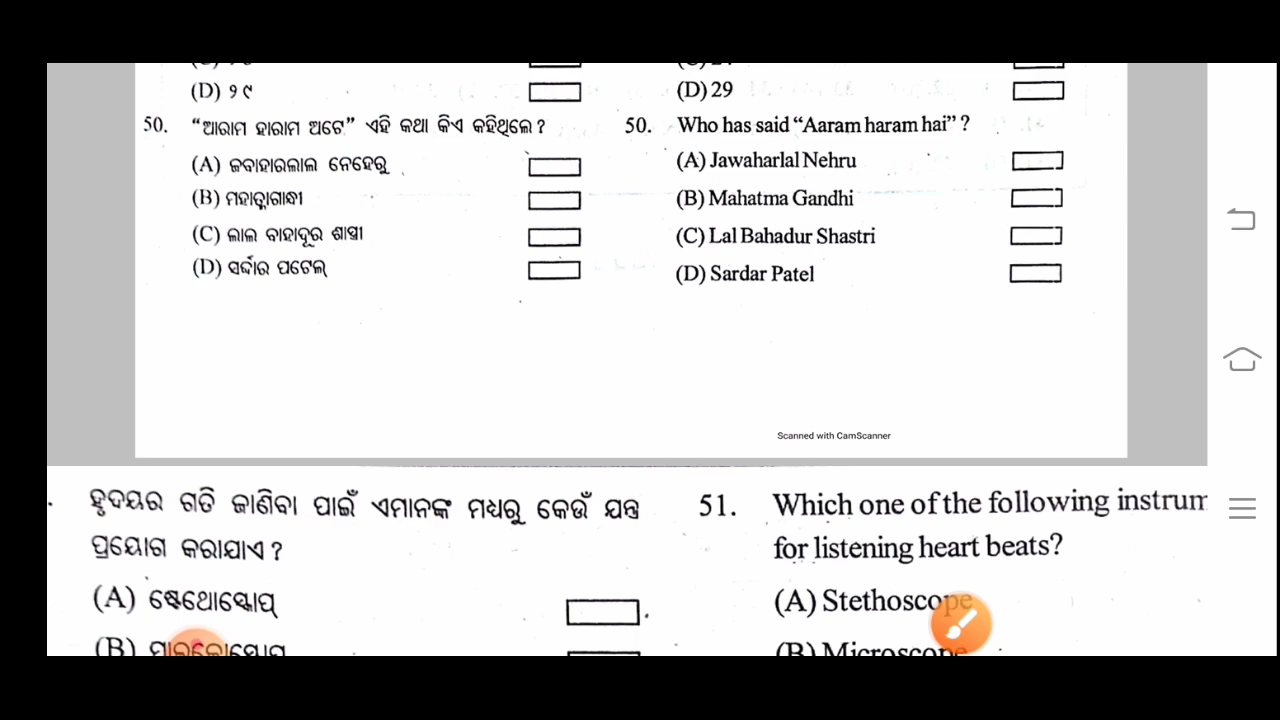 (D) ୨୯
50. “ଆରାମ ହାରାମ ଅଟେ” ଏହି କଥା କିଏ କହିଥିଲେ ?
(A) ଜବାହାରଲାଲ ନେହେରୁ
(B) ମହାତ୍ମାଗାନ୍ଧୀ
(C) ଲାଲ ବାହାଦୂର ଶାସ୍ତ୍ରୀ
(D) ସର୍ଦ୍ଦାର ପଟେଲ୍
(D) 29
50. Who has said “Aaram haram hai” ?
(A) Jawaharlal Nehru
(B) Mahatma Gandhi
(C) Lal Bahadur Shastri
(D) Sardar Patel
Scanned with CamScanner
ହୃଦୟର ଗତି ଜାଣିବା ପାଇଁ ଏମାନଙ୍କ ମଧ୍ୟରୁ କେଉଁ ଯନ୍ତ୍ର
ପ୍ରୟୋଗ କରାଯାଏ ?
(A) ଷ୍ଟେଥୋସ୍କୋପ୍
(B)
51. Which one of the following instrum
for listening heart beats?
(A) Stethoscope
(B) Microscope